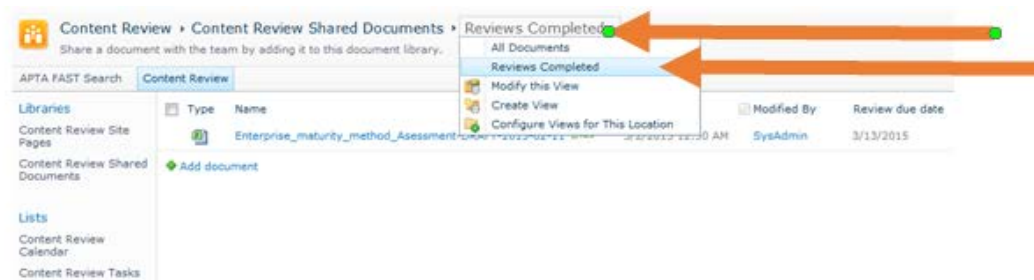 Content Review ▸ Content Review Shared Documents ▸ Reviews Completed
Share a document with the team by adding it to this document library.
All Documents
Reviews Completed
Modify this View
Create View
Configure Views for This Location
APTA FAST Search Content Review
Libraries
Content Review Site
Pages
Content Review Shared
Documents
Lists
Content Review
Calendar
Content Review Tasks
Type Name Modified By Review due date
Enterprise_maturity_method_Asessment SysAdmin 3/13/2015
Add document